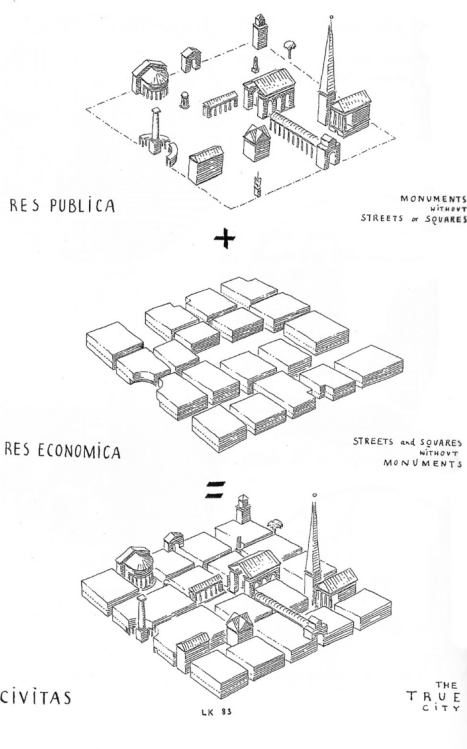 RES PUBLICA
MONUMENTS
WITHOUT
STREETS or SQUARES
+
RES ECONOMICA
STREETS and SQUARES
WITHOUT
MONUMENTS
=
CIVITAS
THE
TRUE
CITY
LK 83